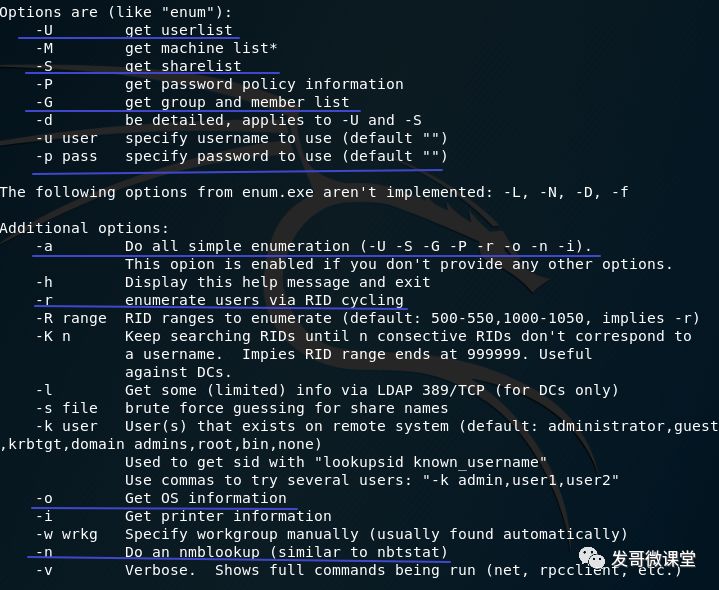 Options are (like "enum"):
-U get userlist
-M get machine list*
-S get sharelist
-P get password policy information
-G get group and member list
-d be detailed, applies to -U and -S
-u user specify username to use (default "")
-p pass specify password to use (default "")
The following options from enum.exe aren't implemented: -L, -N, -D, -f
Additional options:
-a Do all simple enumeration (-U -S -G -P -r -o -n -i).
This opion is enabled if you don't provide any other options.
-h Display this help message and exit
-r enumerate users via RID cycling
-R range RID ranges to enumerate (default: 500-550,1000-1050, implies -r)
-K n Keep searching RIDs until n consective RIDs don't correspond to
a username. Impies RID range ends at 999999. Useful
against DCs.
-l Get some (limited) info via LDAP 389/TCP (for DCs only)
-s file brute force guessing for share names
-k user User(s) that exists on remote system (default: administrator,guest
,krbtgt,domain admins,root,bin,none)
Used to get sid with "lookupsid known_username"
Use commas to try several users: "-k admin,user1,user2"
-o Get OS information
-i Get printer information
-w wrkg Specify workgroup manually (usually found automatically)
-n Do an nmblookup (similar to nbtstat)
-v Verbose. Shows full commands being run (net, rpcclient, etc.)
发哥微课堂